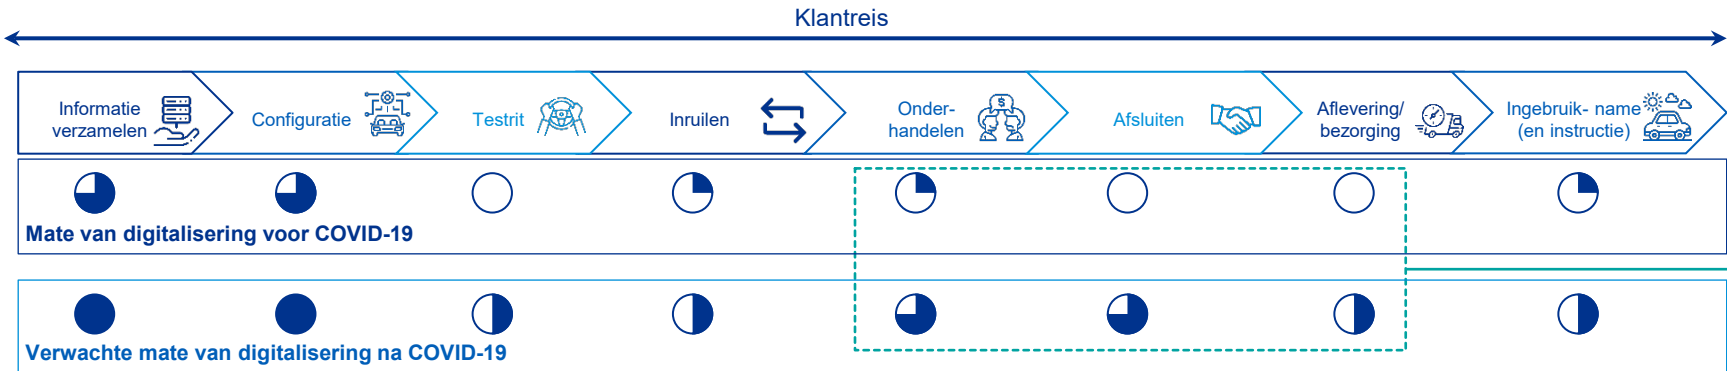 Klantreis
Informatie
verzamelen
Configuratie
Testrit
Inruilen
Onder-
handelen
$
Afsluiten
Aflevering/
bezorging
Ingebruik- name
(en instructie)
Mate van digitalisering voor COVID-19
Verwachte mate van digitalisering na COVID-19